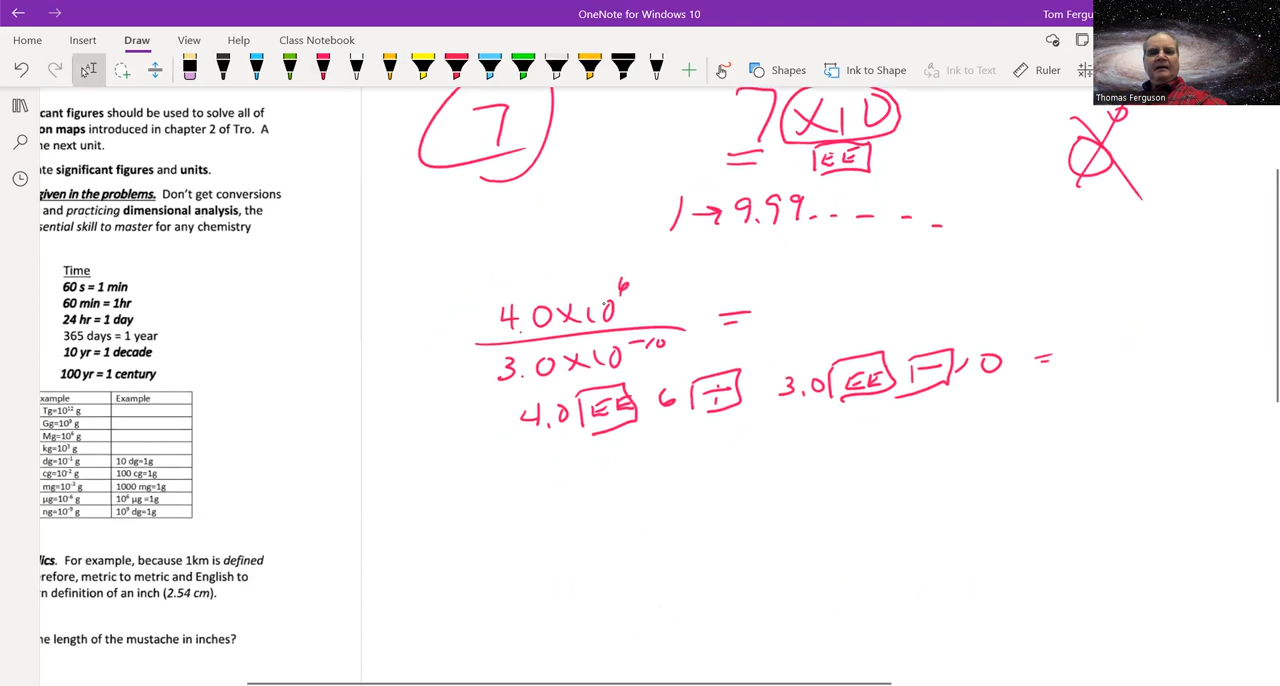 OneNote for Windows 10
Tom Fergu
Home Insert Draw View Help Class Notebook
Shapes Ink to Shape Ink to Text Ruler
Thomas Ferguson
cant figures should be used to solve all of
on maps introduced in chapter 2 of Tro. A
he next unit.
te significant figures and units.
given in the problems. Don't get conversions
and practicing dimensional analysis, the
sential skill to master for any chemistry
Time
60 s = 1 min
60 min = 1hr
24 hr = 1 day
365 days = 1 year
10 yr = 1 decade
100 yr = 1 century
xample Example
Tg=10¹² g
Gg=10⁹ g
Mg=10⁶ g
kg=10³ g
dg=10⁻¹ g 10 dg=1g
cg=10⁻² g 100 cg=1g
mg=10⁻³ g 1000 mg=1g
µg=10⁻⁶ g 10⁶ µg =1g
ng=10⁻⁹ g 10⁹ dg=1g
lics. For example, because 1km is defined
refore, metric to metric and English to
n definition of an inch (2.54 cm).
he length of the mustache in inches?
7 7 x10
= EE
1 → 9.99. . - - -
4.0x10⁶ =
3.0x10⁻¹⁰
4.0 EE 6 ÷ 3.0 EE - 10 =